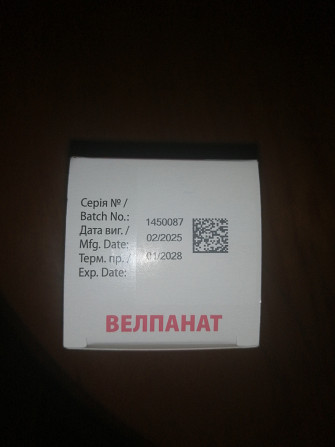 Серія № /
Batch No.: 1450087
Дата виг. /
Mfg. Date: 02/2025
Терм. пр. / 01/2028
Exp. Date:
ВЕЛПАНАТ